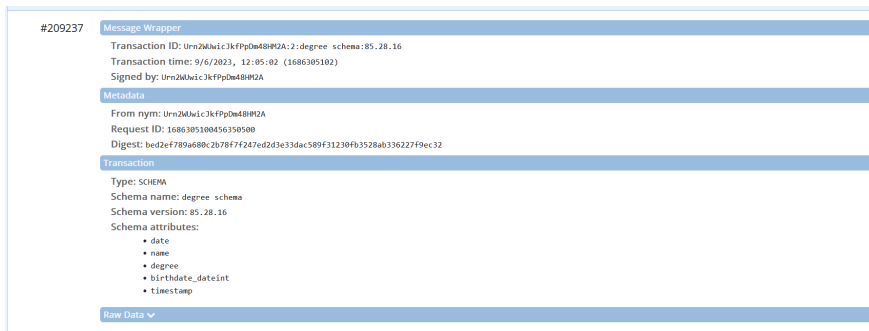 #209237
Message Wrapper
Transaction ID: Urn2WUwicJkfPpDm48HM2A:2:degree schema:85.28.16
Transaction time: 9/6/2023, 12:05:02 (1686305102)
Signed by: Urn2WUwicJkfPpDm48HM2A
Metadata
From nym: Urn2WUwicJkfPpDm48HM2A
Request ID: 1686305100456350500
Digest: bed2ef789a680c2b78f7f247ed2d3e33dac589f31230fb3528ab336227f9ec32
Transaction
Type: SCHEMA
Schema name: degree schema
Schema version: 85.28.16
Schema attributes:
• date
• name
• degree
• birthdate_dateint
• timestamp
Raw Data